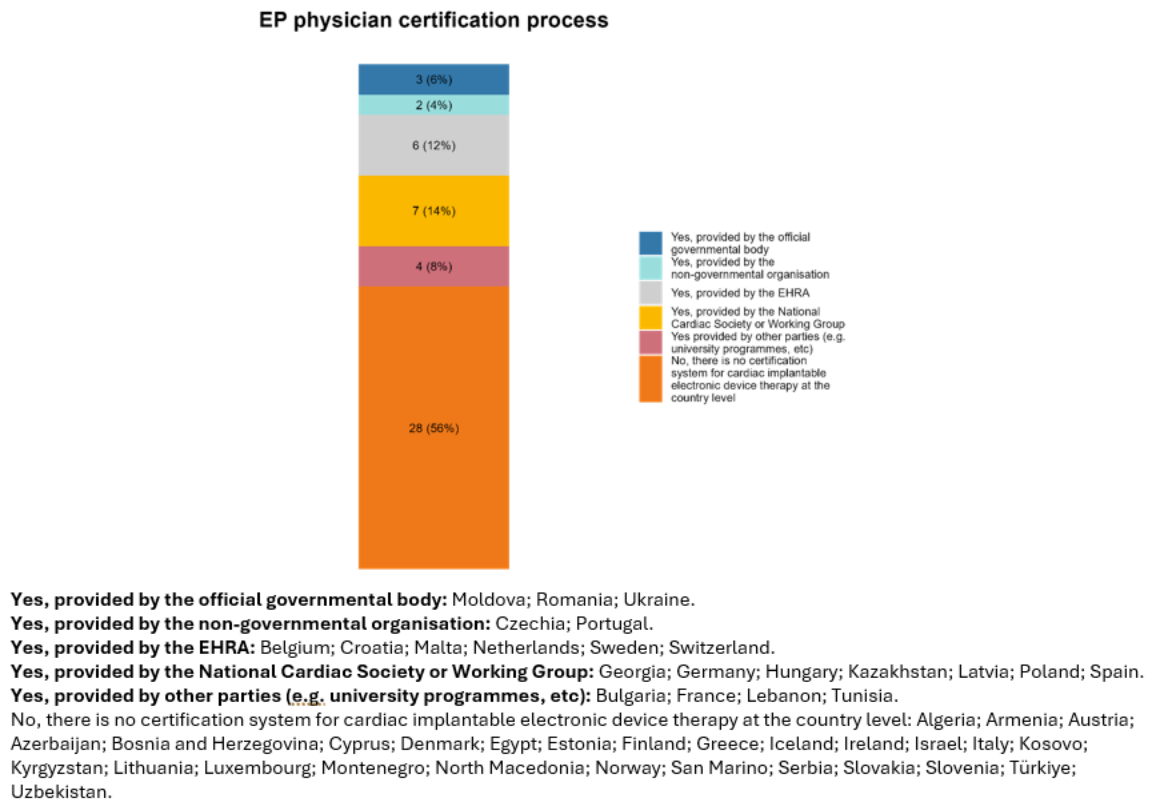 EP physician certification process
3 (6%)
2 (4%)
6 (12%)
7 (14%)
4 (8%)
28 (56%)
Yes, provided by the official
governmental body
Yes, provided by the
non-governmental organisation
Yes, provided by the EHRA
Yes, provided by the National
Cardiac Society or Working Group
Yes provided by other parties (e.g.
university programmes, etc)
No, there is no certification
system for cardiac implantable
electronic device therapy at the
country level
Yes, provided by the official governmental body: Moldova; Romania; Ukraine.
Yes, provided by the non-governmental organisation: Czechia; Portugal.
Yes, provided by the EHRA: Belgium; Croatia; Malta; Netherlands; Sweden; Switzerland.
Yes, provided by the National Cardiac Society or Working Group: Georgia; Germany; Hungary; Kazakhstan; Latvia; Poland; Spain.
Yes, provided by other parties (e.g. university programmes, etc): Bulgaria; France; Lebanon; Tunisia.
No, there is no certification system for cardiac implantable electronic device therapy at the country level: Algeria; Armenia; Austria;
Azerbaijan; Bosnia and Herzegovina; Cyprus; Denmark; Egypt; Estonia; Finland; Greece; Iceland; Ireland; Israel; Italy; Kosovo;
Kyrgyzstan; Lithuania; Luxembourg; Montenegro; North Macedonia; Norway; San Marino; Serbia; Slovakia; Slovenia; Türkiye;
Uzbekistan.